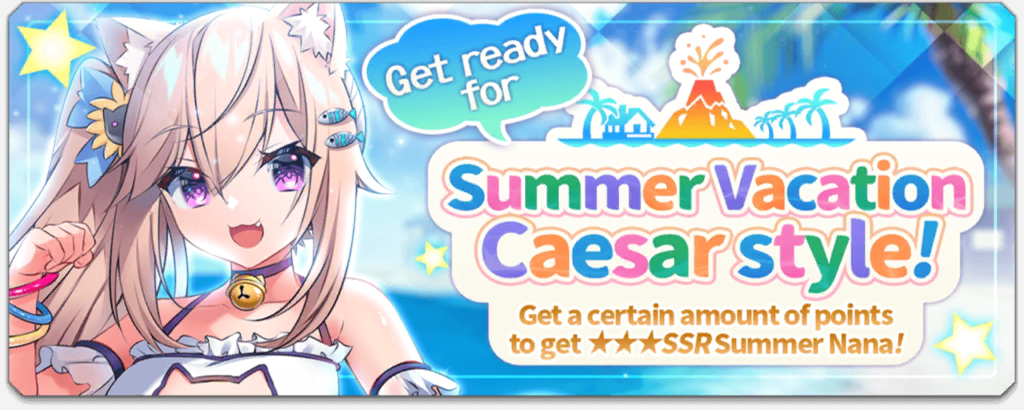 Get ready
for
Summer Vacation
Caesar style!
Get a certain amount of points
to get ★★★SSR Summer Nana!